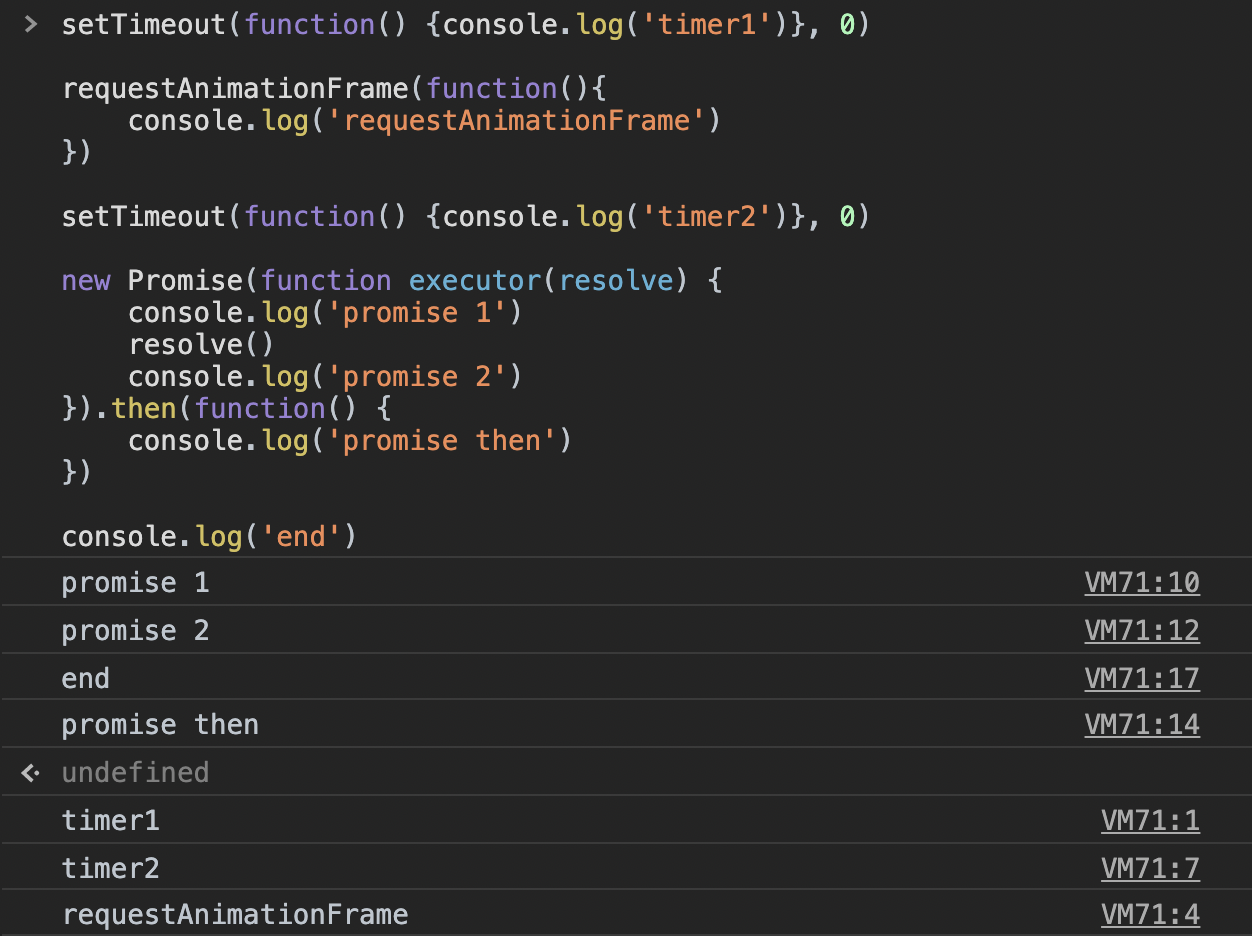 > setTimeout(function() {console.log('timer1')}, 0)
requestAnimationFrame(function(){
    console.log('requestAnimationFrame')
})
setTimeout(function() {console.log('timer2')}, 0)
new Promise(function executor(resolve) {
    console.log('promise 1')
    resolve()
    console.log('promise 2')
}).then(function() {
    console.log('promise then')
})
console.log('end')
promise 1 VM71:10
promise 2 VM71:12
end VM71:17
promise then VM71:14
undefined
timer1 VM71:1
timer2 VM71:7
requestAnimationFrame VM71:4